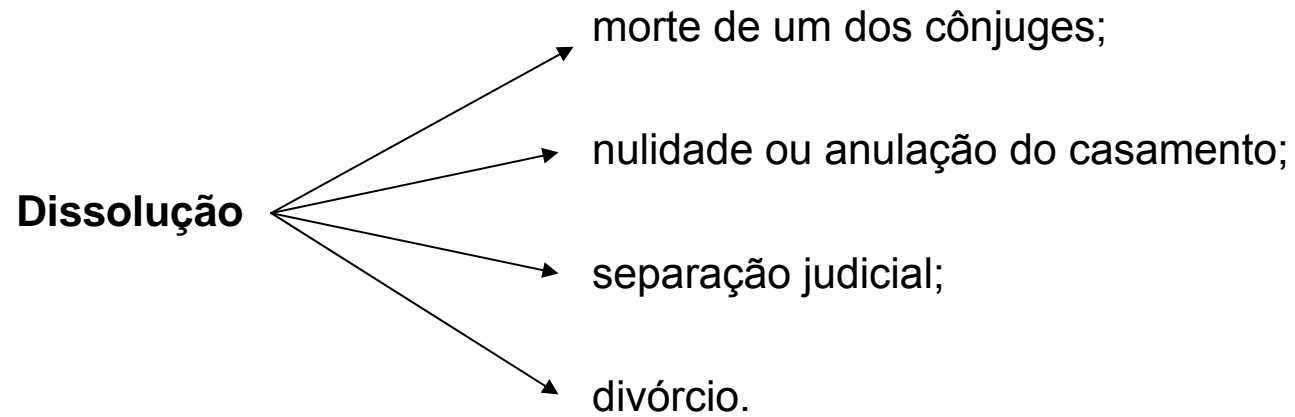 morte de um dos cônjuges;
nulidade ou anulação do casamento;
Dissolução
separação judicial;
divórcio.